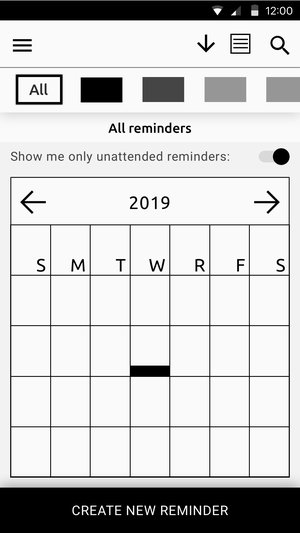 12:00
All
All reminders
Show me only unattended reminders:
2019
S M T W R F S
CREATE NEW REMINDER